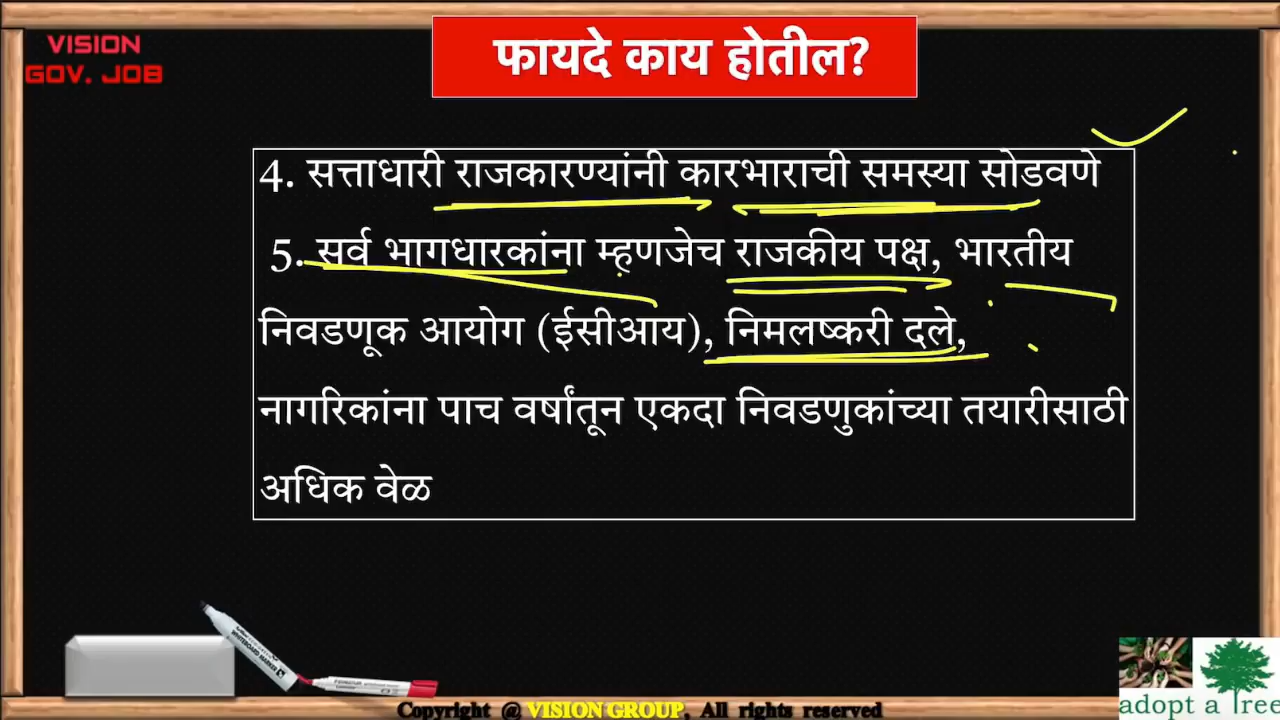 VISION
GOV. JOB
फायदे काय होतील?
4. सत्ताधारी राजकारण्यांनी कारभाराची समस्या सोडवणे
5. सर्व भागधारकांना म्हणजेच राजकीय पक्ष, भारतीय
निवडणूक आयोग (ईसीआय), निमलष्करी दले,
नागरिकांना पाच वर्षांतून एकदा निवडणुकांच्या तयारीसाठी
अधिक वेळ
adopt a Tree
Copyright @ VISION GROUP, All rights reserved